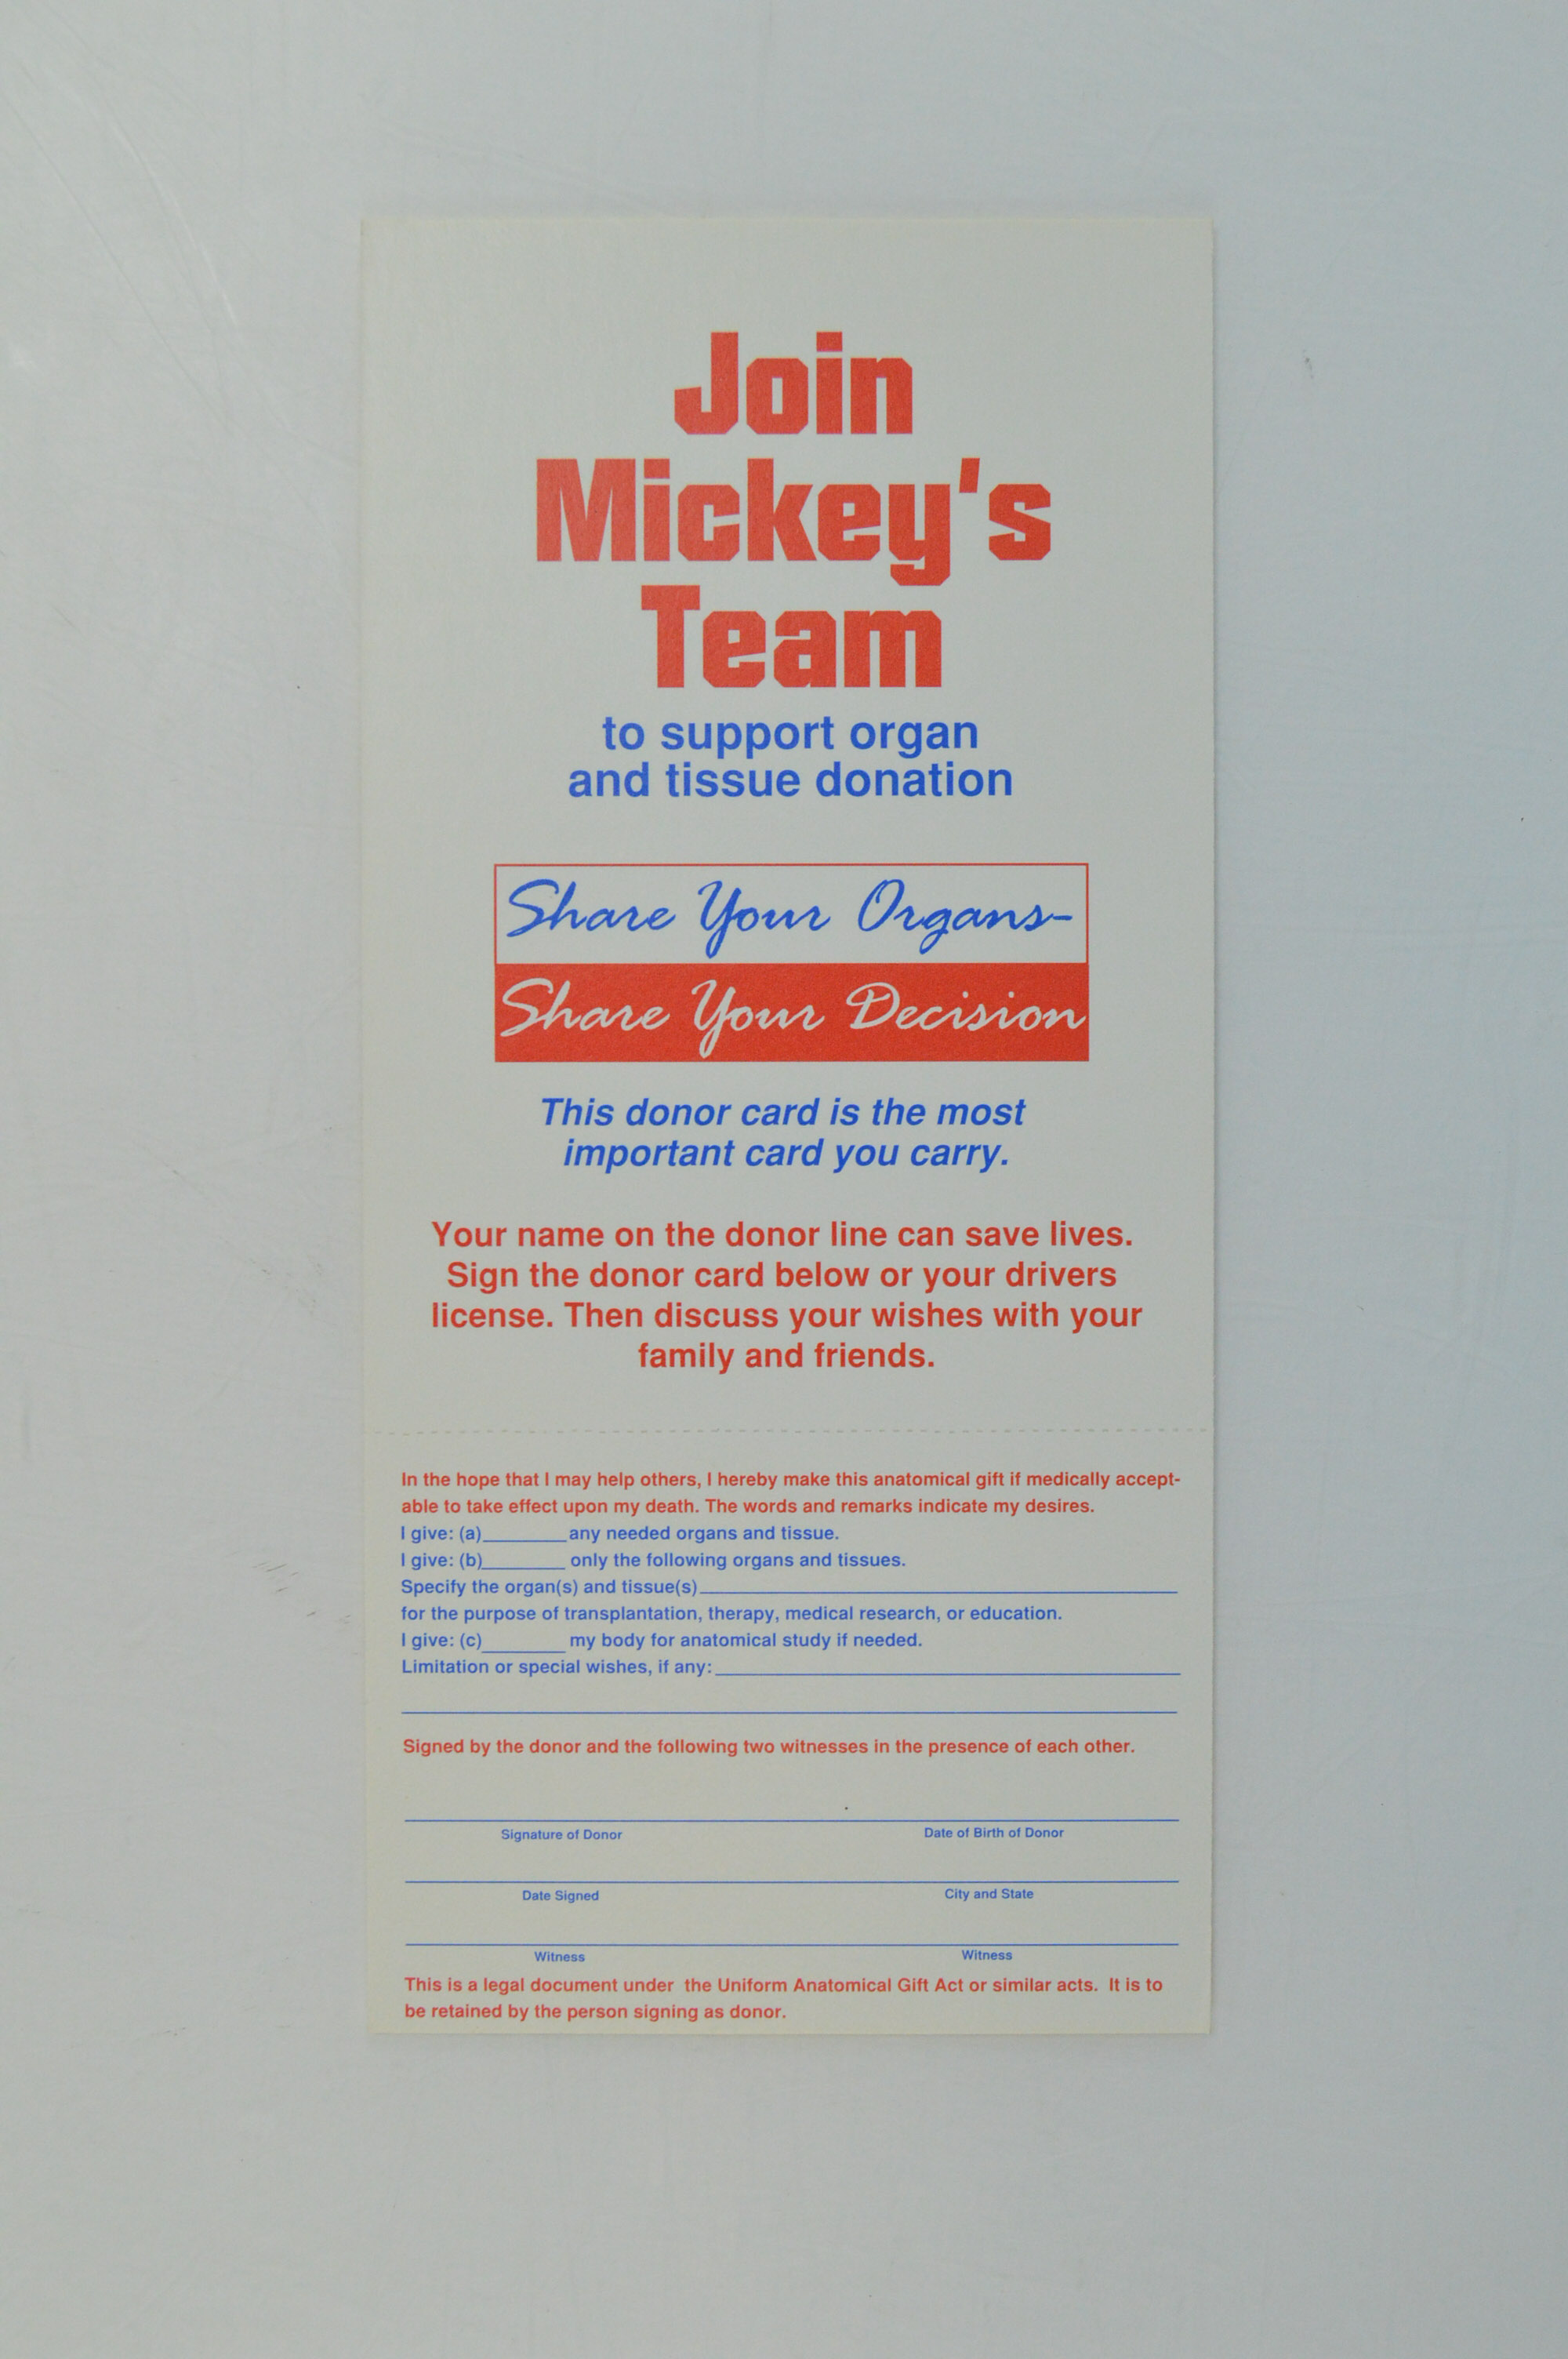 Join
Mickey's
Team
to support organ
and tissue donation
Share Your Organs-
Share Your Decision
This donor card is the most
important card you carry.
Your name on the donor line can save lives.
Sign the donor card below or your drivers
license. Then discuss your wishes with your
family and friends.
In the hope that I may help others, I hereby make this anatomical gift if medically accept-
able to take effect upon my death. The words and remarks indicate my desires.
I give: (a)________any needed organs and tissue.
I give: (b)________ only the following organs and tissues.
Specify the organ(s) and tissue(s)________
for the purpose of transplantation, therapy, medical research, or education.
I give: (c)________ my body for anatomical study if needed.
Limitation or special wishes, if any:________
Signed by the donor and the following two witnesses in the presence of each other.
Signature of Donor Date of Birth of Donor
Date Signed City and State
Witness Witness
This is a legal document under the Uniform Anatomical Gift Act or similar acts. It is to
be retained by the person signing as donor.